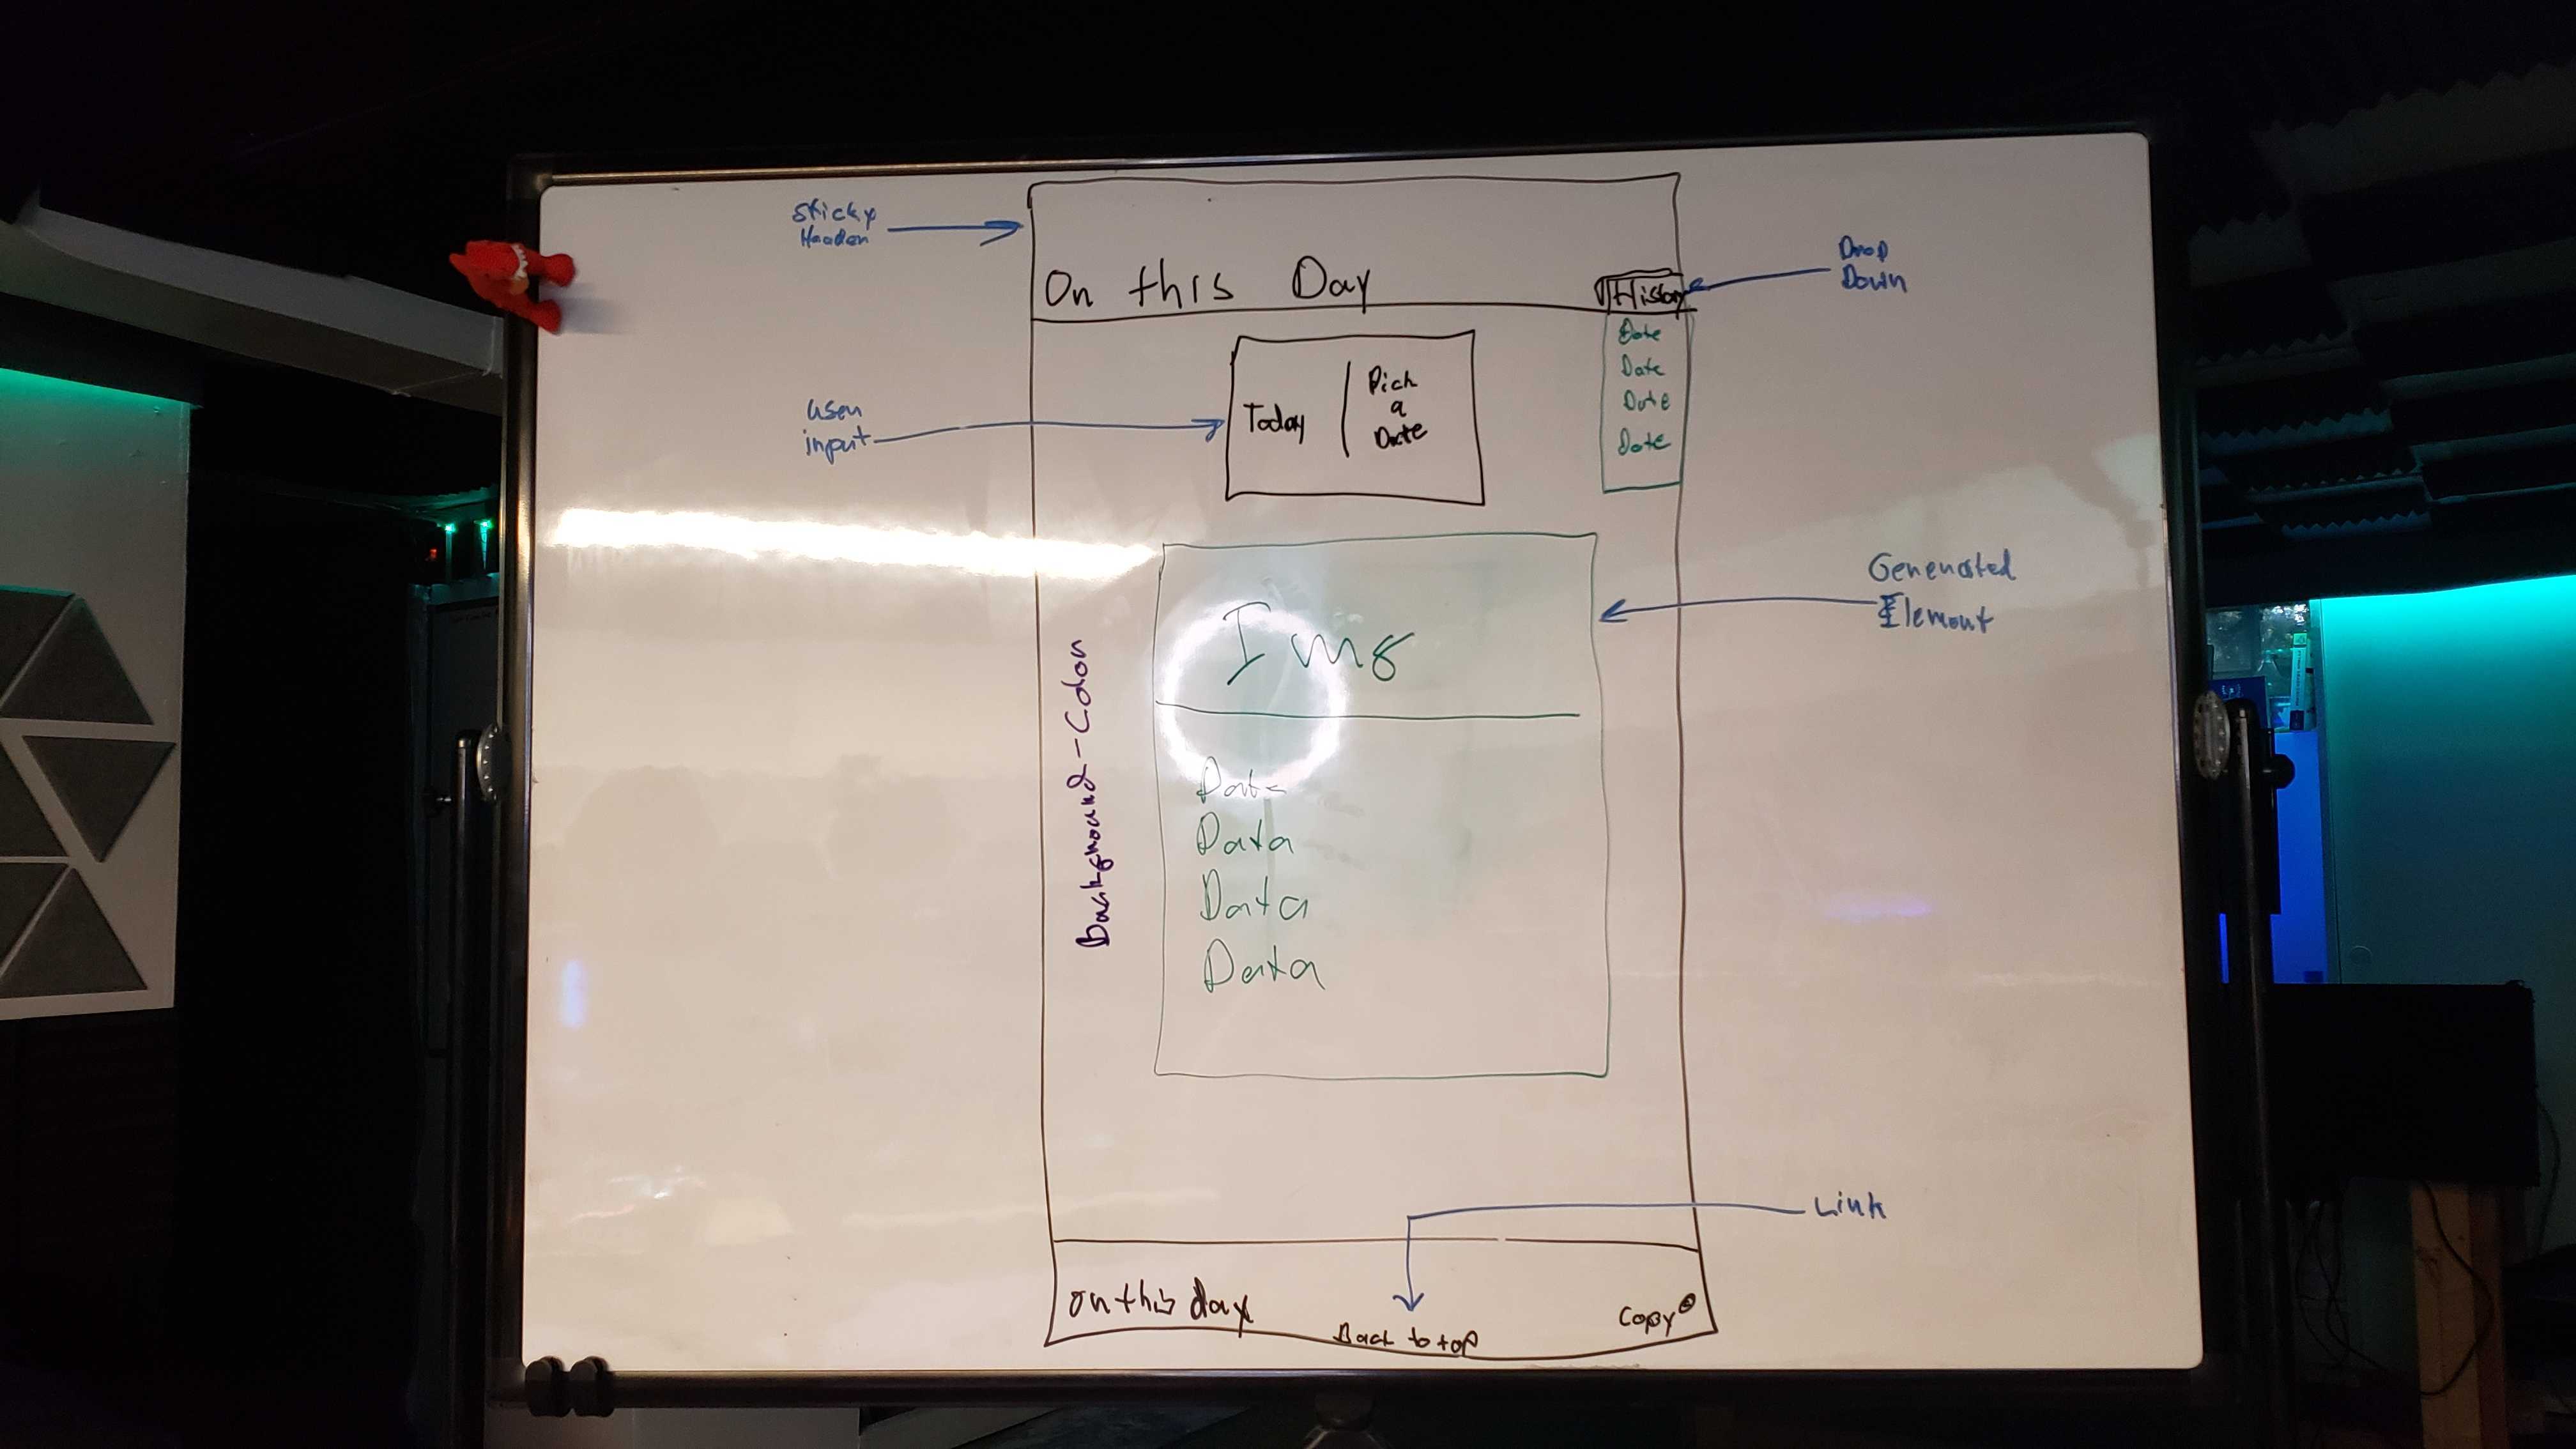 Sticky
Header
On this Day
History
Drop
Down
Date
Date
Date
Date
User
input
Today
Pick
a
Date
Generated
Element
Img
Background-Color
Data
Data
Data
Data
Link
on this day
Back to top
Copy©